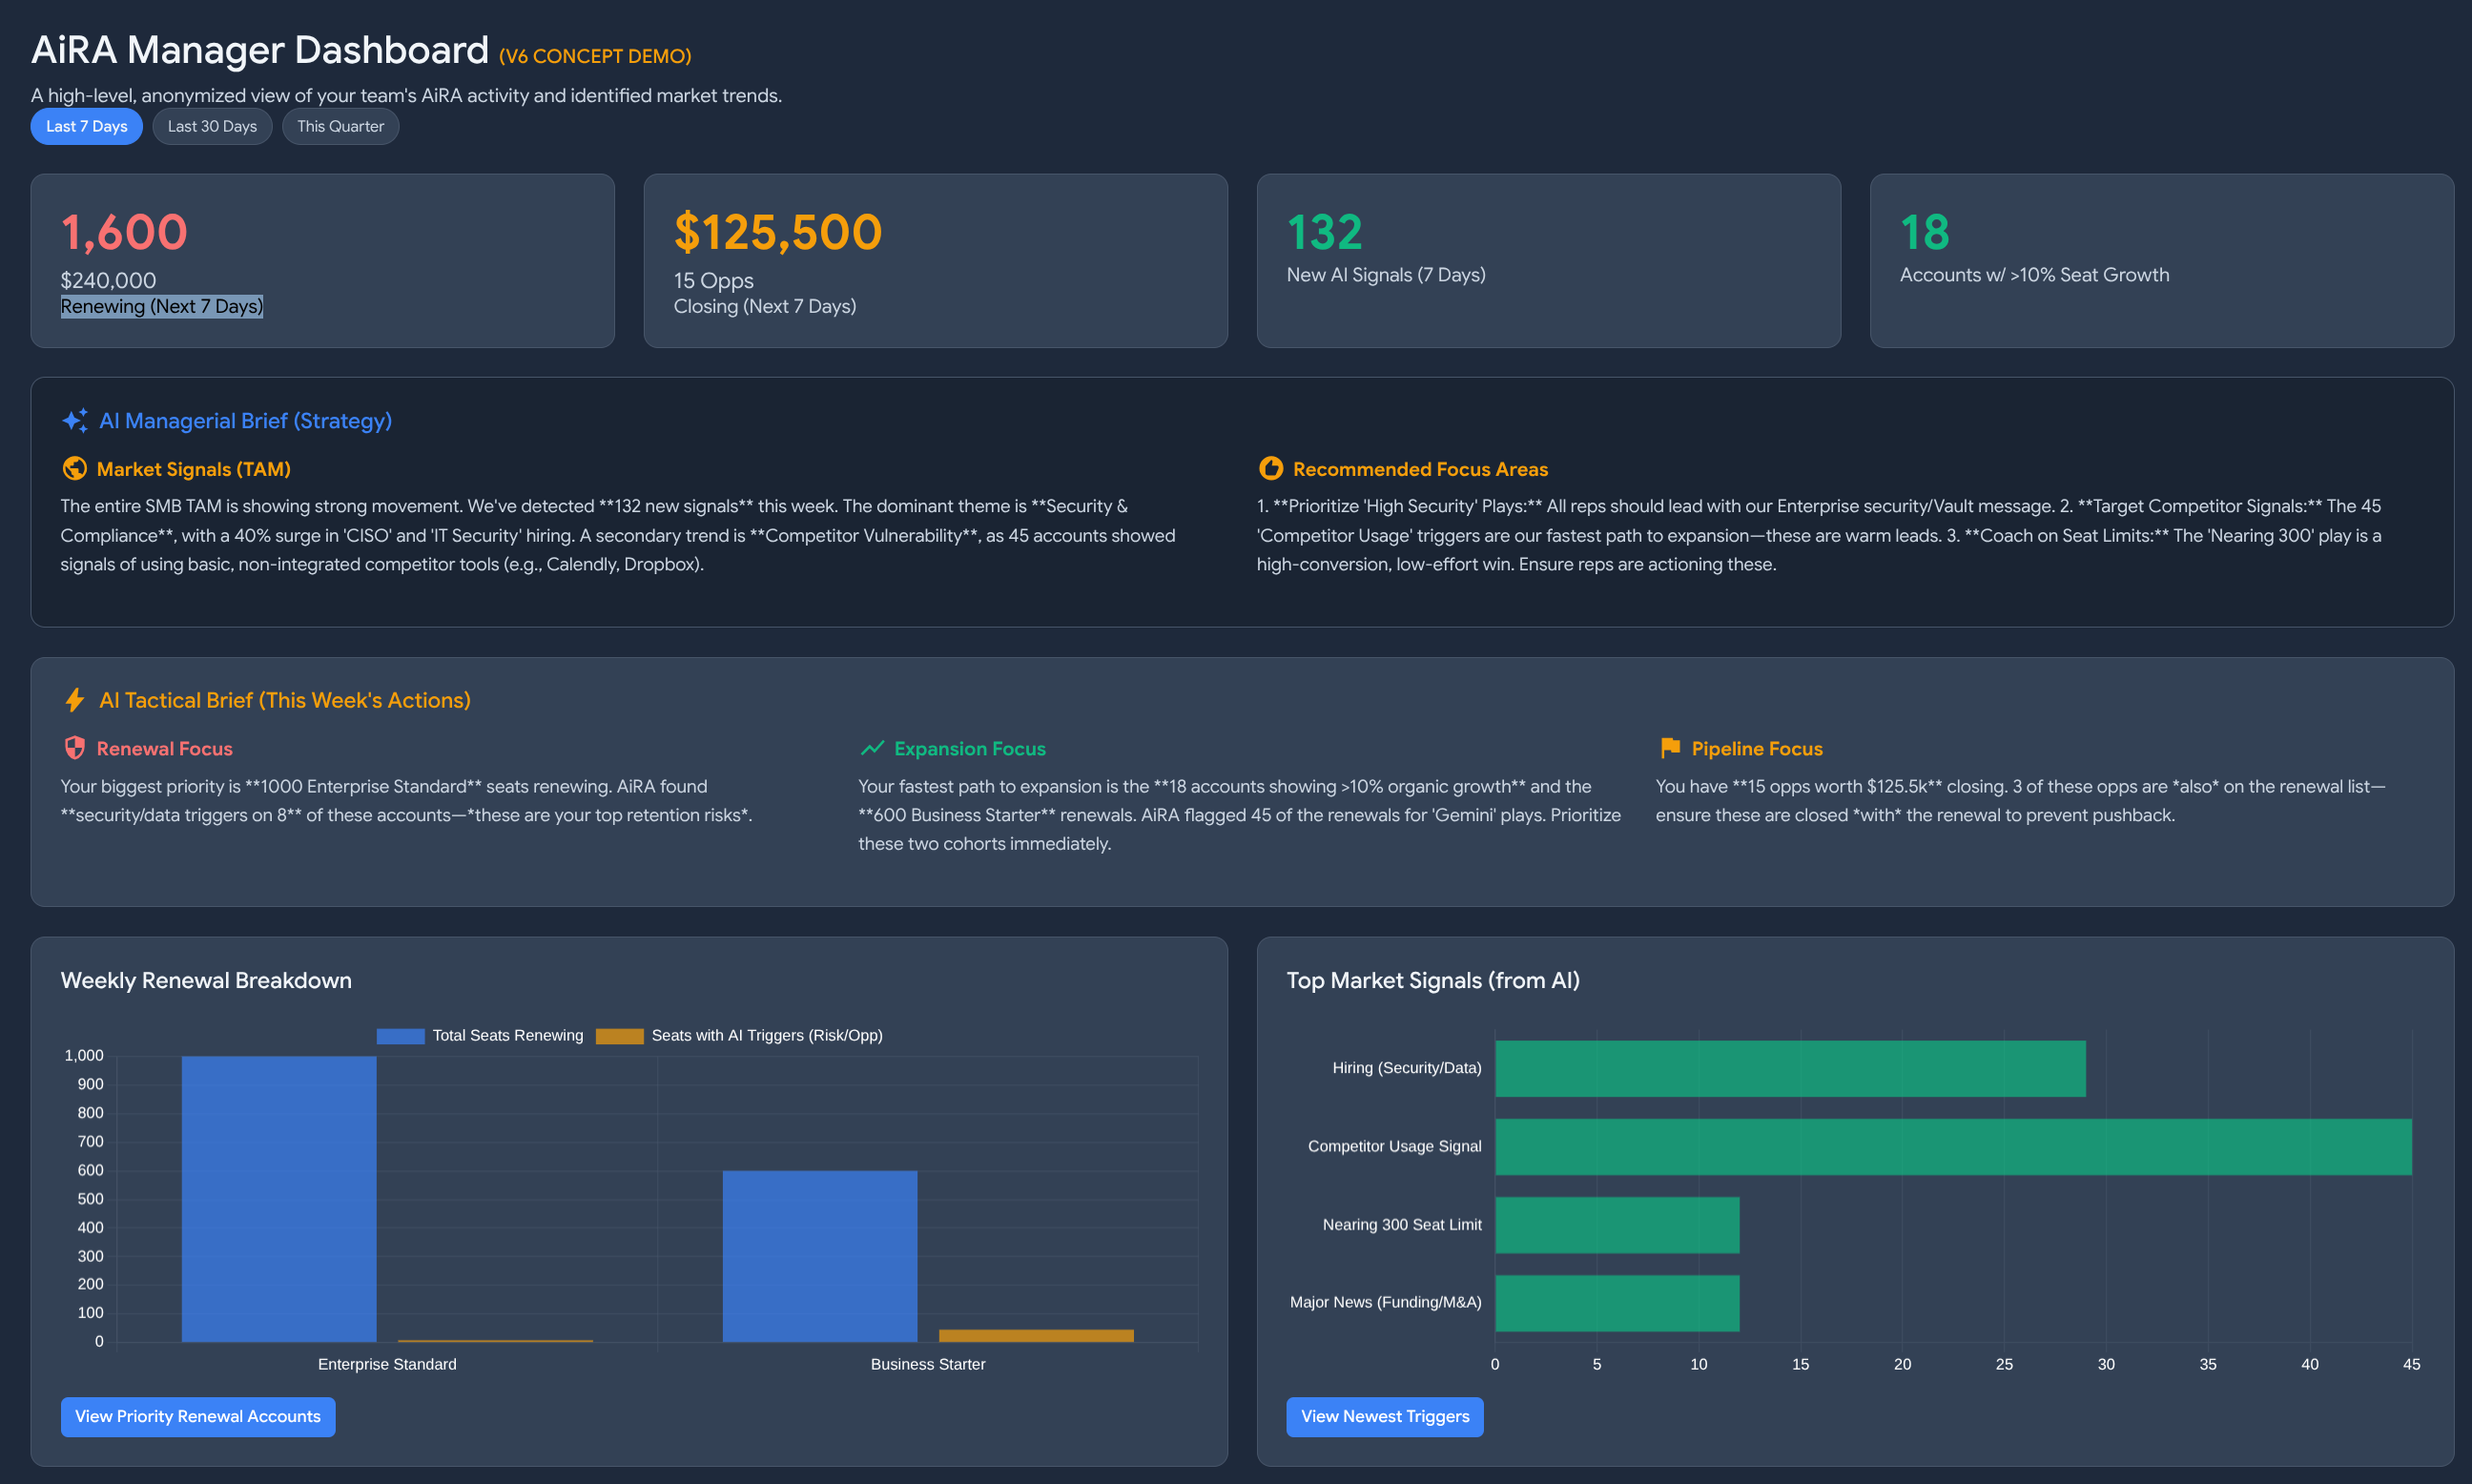 AiRA Manager Dashboard (V6 CONCEPT DEMO)
A high-level, anonymized view of your team's AiRA activity and identified market trends.
Last 7 Days
Last 30 Days
This Quarter
1,600
$240,000
Renewing (Next 7 Days)
$125,500
15 Opps
Closing (Next 7 Days)
132
New AI Signals (7 Days)
18
Accounts w/ >10% Seat Growth
AI Managerial Brief (Strategy)
Market Signals (TAM)
The entire SMB TAM is showing strong movement. We've detected **132 new signals** this week. The dominant theme is **Security &
Compliance**, with a 40% surge in 'CISO' and 'IT Security' hiring. A secondary trend is **Competitor Vulnerability**, as 45 accounts showed
signals of using basic, non-integrated competitor tools (e.g., Calendly, Dropbox).
Recommended Focus Areas
1. **Prioritize 'High Security' Plays:** All reps should lead with our Enterprise security/Vault message. 2. **Target Competitor Signals:** The 45
'Competitor Usage' triggers are our fastest path to expansion—these are warm leads. 3. **Coach on Seat Limits:** The 'Nearing 300' play is a
high-conversion, low-effort win. Ensure reps are actioning these.
AI Tactical Brief (This Week's Actions)
Renewal Focus
Your biggest priority is **1000 Enterprise Standard** seats renewing. AiRA found
**security/data triggers on 8** of these accounts—*these are your top retention risks*.
Expansion Focus
Your fastest path to expansion is the **18 accounts showing >10% organic growth** and the
**600 Business Starter** renewals. AiRA flagged 45 of the renewals for 'Gemini' plays. Prioritize
these two cohorts immediately.
Pipeline Focus
You have **15 opps worth $125.5k** closing. 3 of these opps are *also* on the renewal list—
ensure these are closed *with* the renewal to prevent pushback.
Weekly Renewal Breakdown
Total Seats Renewing
Seats with AI Triggers (Risk/Opp)
1,000
900
800
700
600
500
400
300
200
100
0
Enterprise Standard
Business Starter
View Priority Renewal Accounts
Top Market Signals (from AI)
Hiring (Security/Data)
Competitor Usage Signal
Nearing 300 Seat Limit
Major News (Funding/M&A)
0 5 10 15 20 25 30 35 40 45
View Newest Triggers